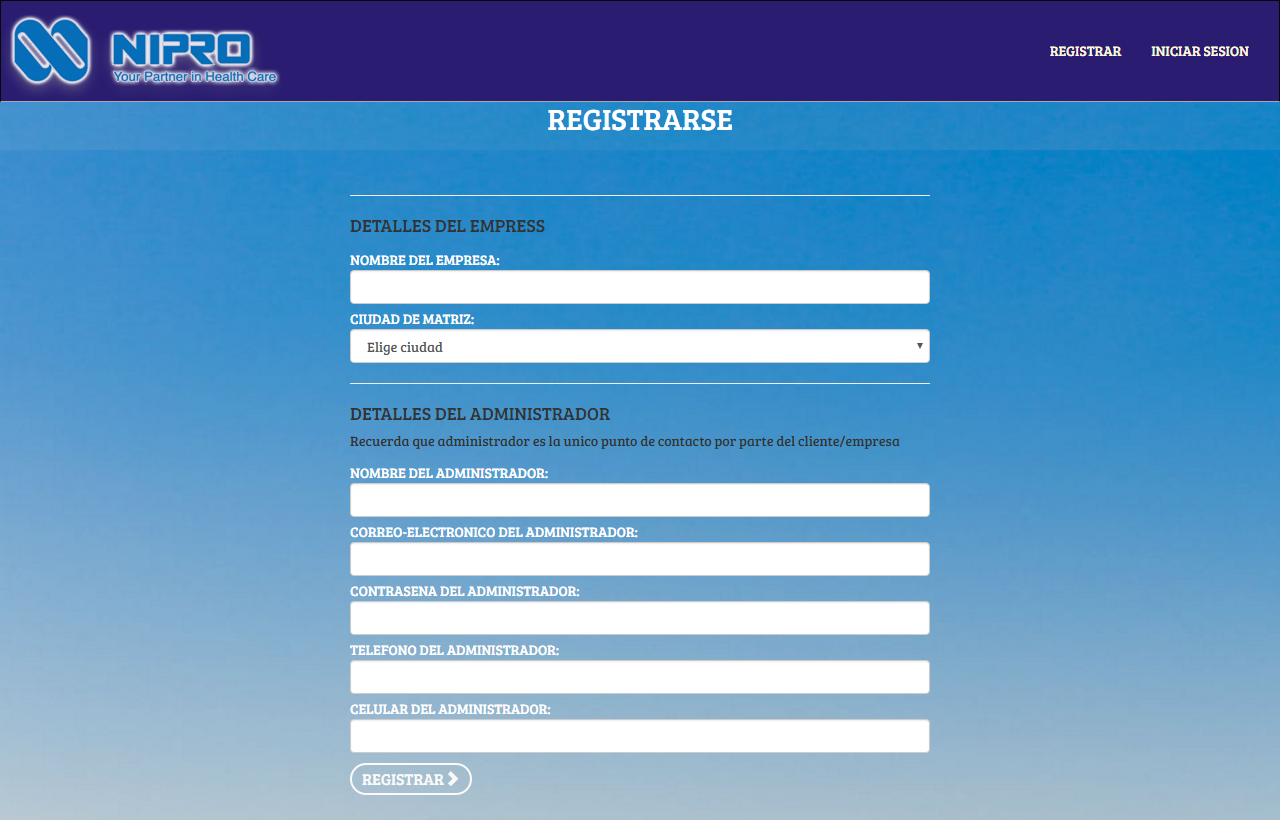 NIPRO
Your Partner in Health Care
REGISTRAR INICIAR SESION
REGISTRARSE
DETALLES DEL EMPRESS
NOMBRE DEL EMPRESA:
CIUDAD DE MATRIZ:
Elige ciudad
DETALLES DEL ADMINISTRADOR
Recuerda que administrador es la unico punto de contacto por parte del cliente/empresa
NOMBRE DEL ADMINISTRADOR:
CORREO-ELECTRONICO DEL ADMINISTRADOR:
CONTRASENA DEL ADMINISTRADOR:
TELEFONO DEL ADMINISTRADOR:
CELULAR DEL ADMINISTRADOR:
REGISTRAR